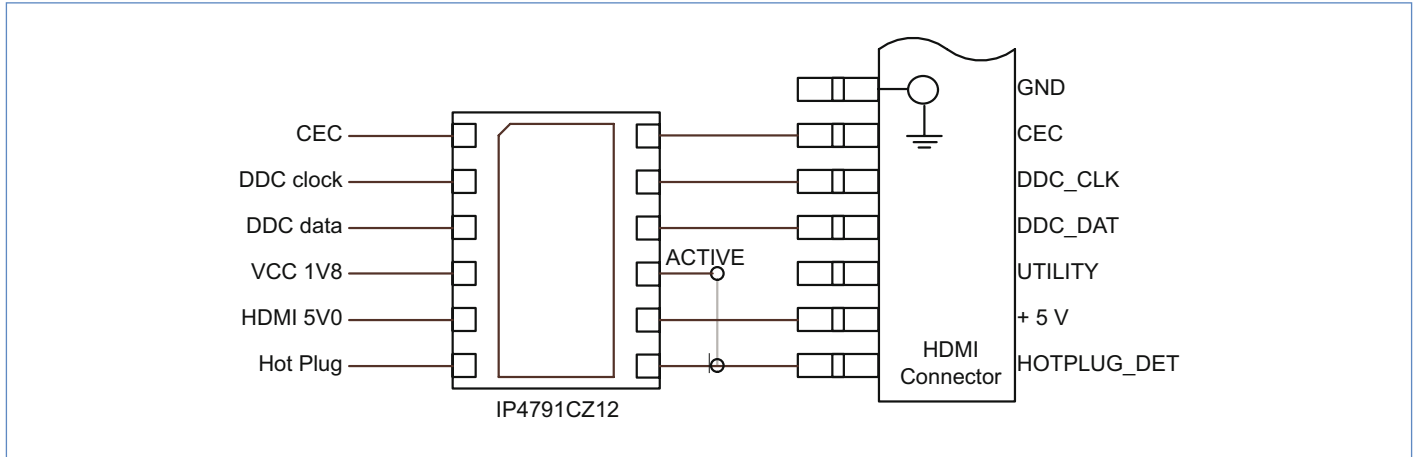 GND
CEC
CEC
DDC clock
DDC_CLK
DDC data
DDC_DAT
ACTIVE
VCC 1V8
UTILITY
HDMI 5V0
+ 5 V
Hot Plug
HDMI
Connector
HOTPLUG_DET
IP4791CZ12